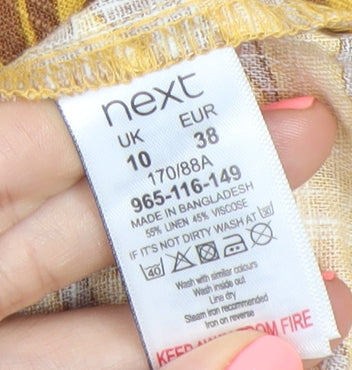 next
UK EUR
10 38
170/88A
965-116-149
MADE IN BANGLADESH
55% LINEN 45% VISCOSE
IF IT'S NOT DIRTY WASH AT 30
40
Wash with similar colours
Wash inside out
Line dry
Steam iron recommended
Iron on reverse
KEEP AWAY FROM FIRE